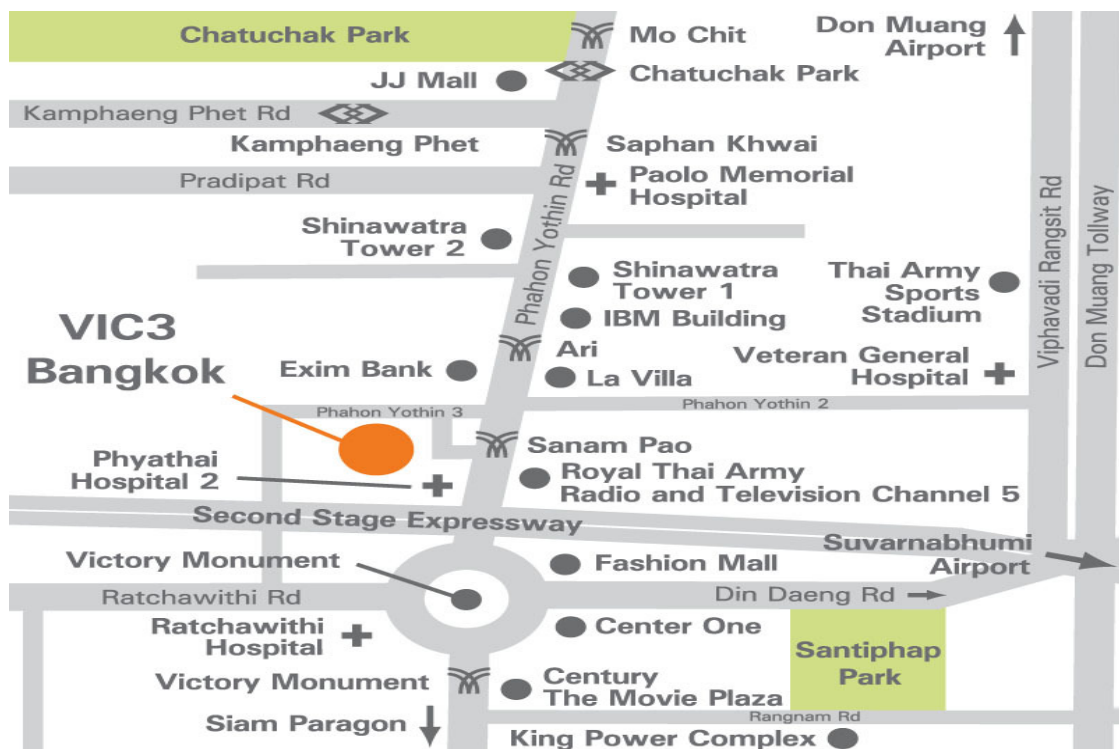 Chatuchak Park
Mo Chit
Don Muang
Airport
JJ Mall
Chatuchak Park
Kamphaeng Phet Rd
Kamphaeng Phet
Saphan Khwai
Pradipat Rd
Paolo Memorial
Hospital
Phahon Yothin Rd
Viphavadi Rangsit Rd
Don Muang Tollway
Shinawatra
Tower 2
Shinawatra
Tower 1
Thai Army
Sports
Stadium
IBM Building
VIC3
Bangkok
Ari
Exim Bank
La Villa
Veteran General
Hospital
Phahon Yothin 3
Phahon Yothin 2
Sanam Pao
Phyathai
Hospital 2
Royal Thai Army
Radio and Television Channel 5
Second Stage Expressway
Suvarnabhumi
Airport
Victory Monument
Fashion Mall
Ratchawithi Rd
Din Daeng Rd
Ratchawithi
Hospital
Center One
Santiphap
Park
Victory Monument
Century
The Movie Plaza
Siam Paragon
Rangnam Rd
King Power Complex